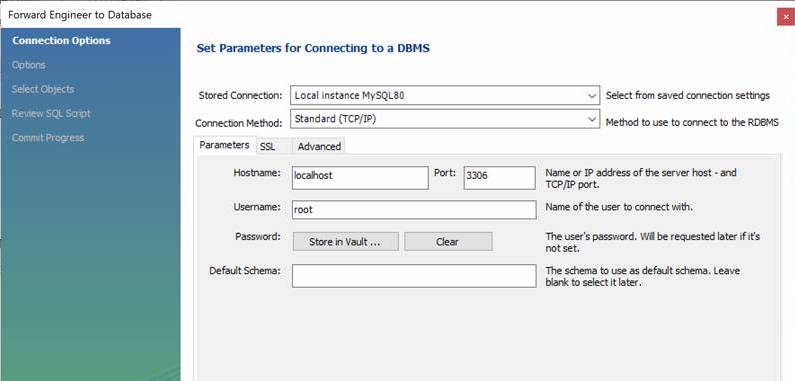 Forward Engineer to Database
Connection Options
Options
Select Objects
Review SQL Script
Commit Progress
Set Parameters for Connecting to a DBMS
Stored Connection: Local instance MySQL80 Select from saved connection settings
Connection Method: Standard (TCP/IP) Method to use to connect to the RDBMS
Parameters SSL Advanced
Hostname: localhost Port: 3306 Name or IP address of the server host - and
TCP/IP port.
Username: root Name of the user to connect with.
Password: Store in Vault ... Clear The user's password. Will be requested later if it's
not set.
Default Schema: The schema to use as default schema. Leave
blank to select it later.